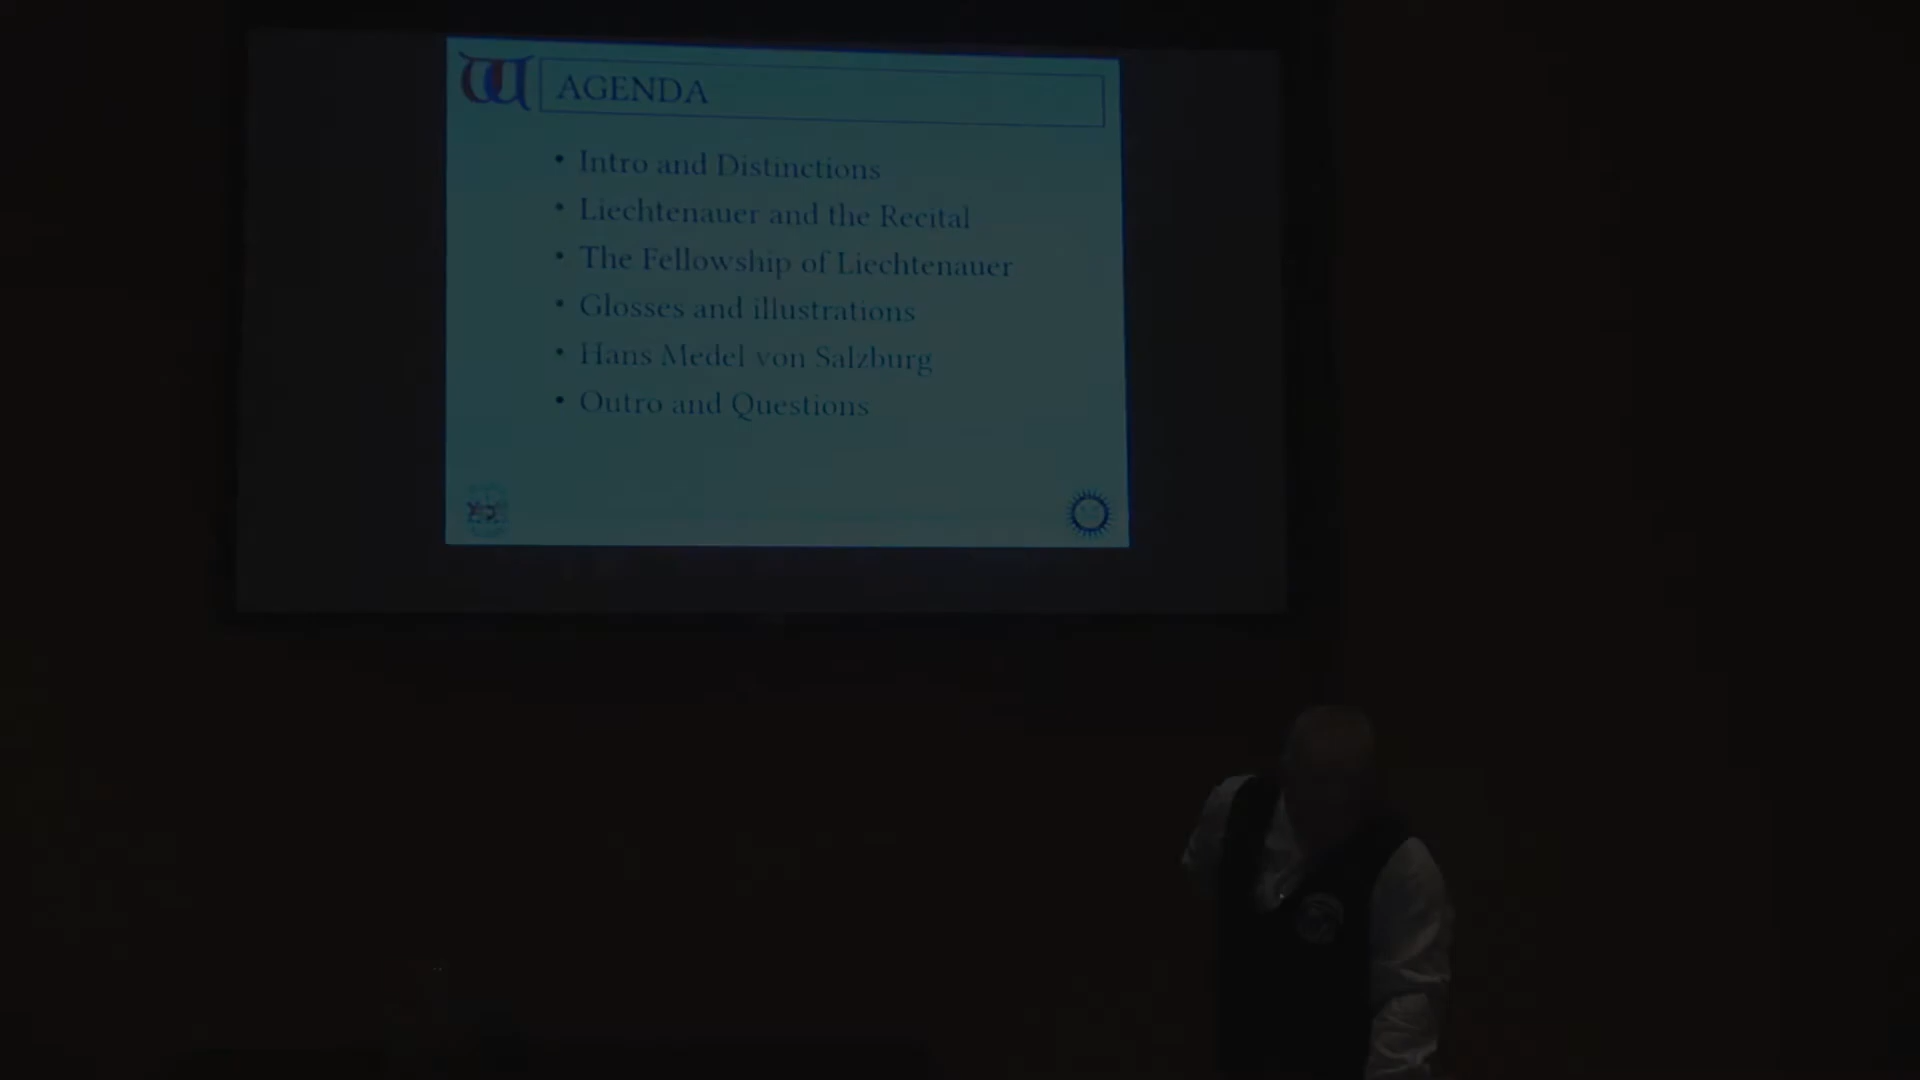 AGENDA
• Intro and Distinctions
• Liechtenauer and the Recital
• The Fellowship of Liechtenauer
• Glosses and illustrations
• Hans Medel von Salzburg
• Outro and Questions